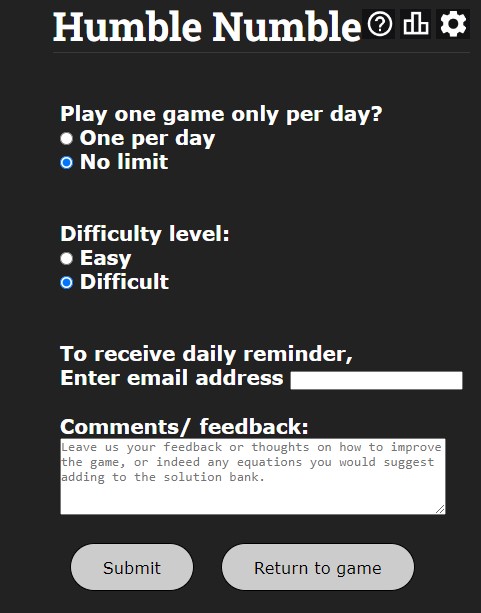 Humble Numble
Play one game only per day?
One per day
No limit
Difficulty level:
Easy
Difficult
To receive daily reminder,
Enter email address
Comments/ feedback:
Leave us your feedback or thoughts on how to improve
the game, or indeed any equations you would suggest
adding to the solution bank.
Submit
Return to game